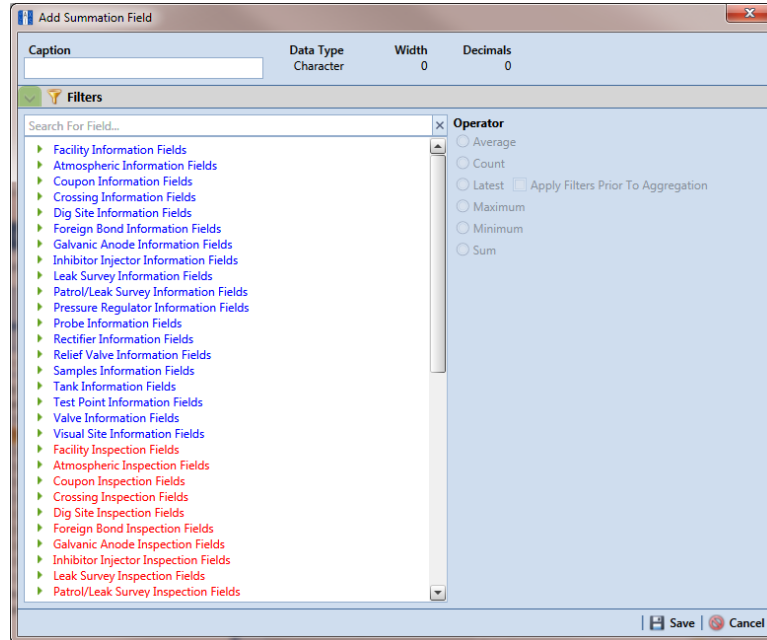 Add Summation Field
Caption Data Type Width Decimals
Character 0 0
Filters
Search For Field...
Facility Information Fields
Atmospheric Information Fields
Coupon Information Fields
Crossing Information Fields
Dig Site Information Fields
Foreign Bond Information Fields
Galvanic Anode Information Fields
Inhibitor Injector Information Fields
Leak Survey Information Fields
Patrol/Leak Survey Information Fields
Pressure Regulator Information Fields
Probe Information Fields
Rectifier Information Fields
Relief Valve Information Fields
Samples Information Fields
Tank Information Fields
Test Point Information Fields
Valve Information Fields
Visual Site Information Fields
Facility Inspection Fields
Atmospheric Inspection Fields
Coupon Inspection Fields
Crossing Inspection Fields
Dig Site Inspection Fields
Foreign Bond Inspection Fields
Galvanic Anode Inspection Fields
Inhibitor Injector Inspection Fields
Leak Survey Inspection Fields
Patrol/Leak Survey Inspection Fields
Operator
Average
Count
Latest Apply Filters Prior To Aggregation
Maximum
Minimum
Sum
Save Cancel